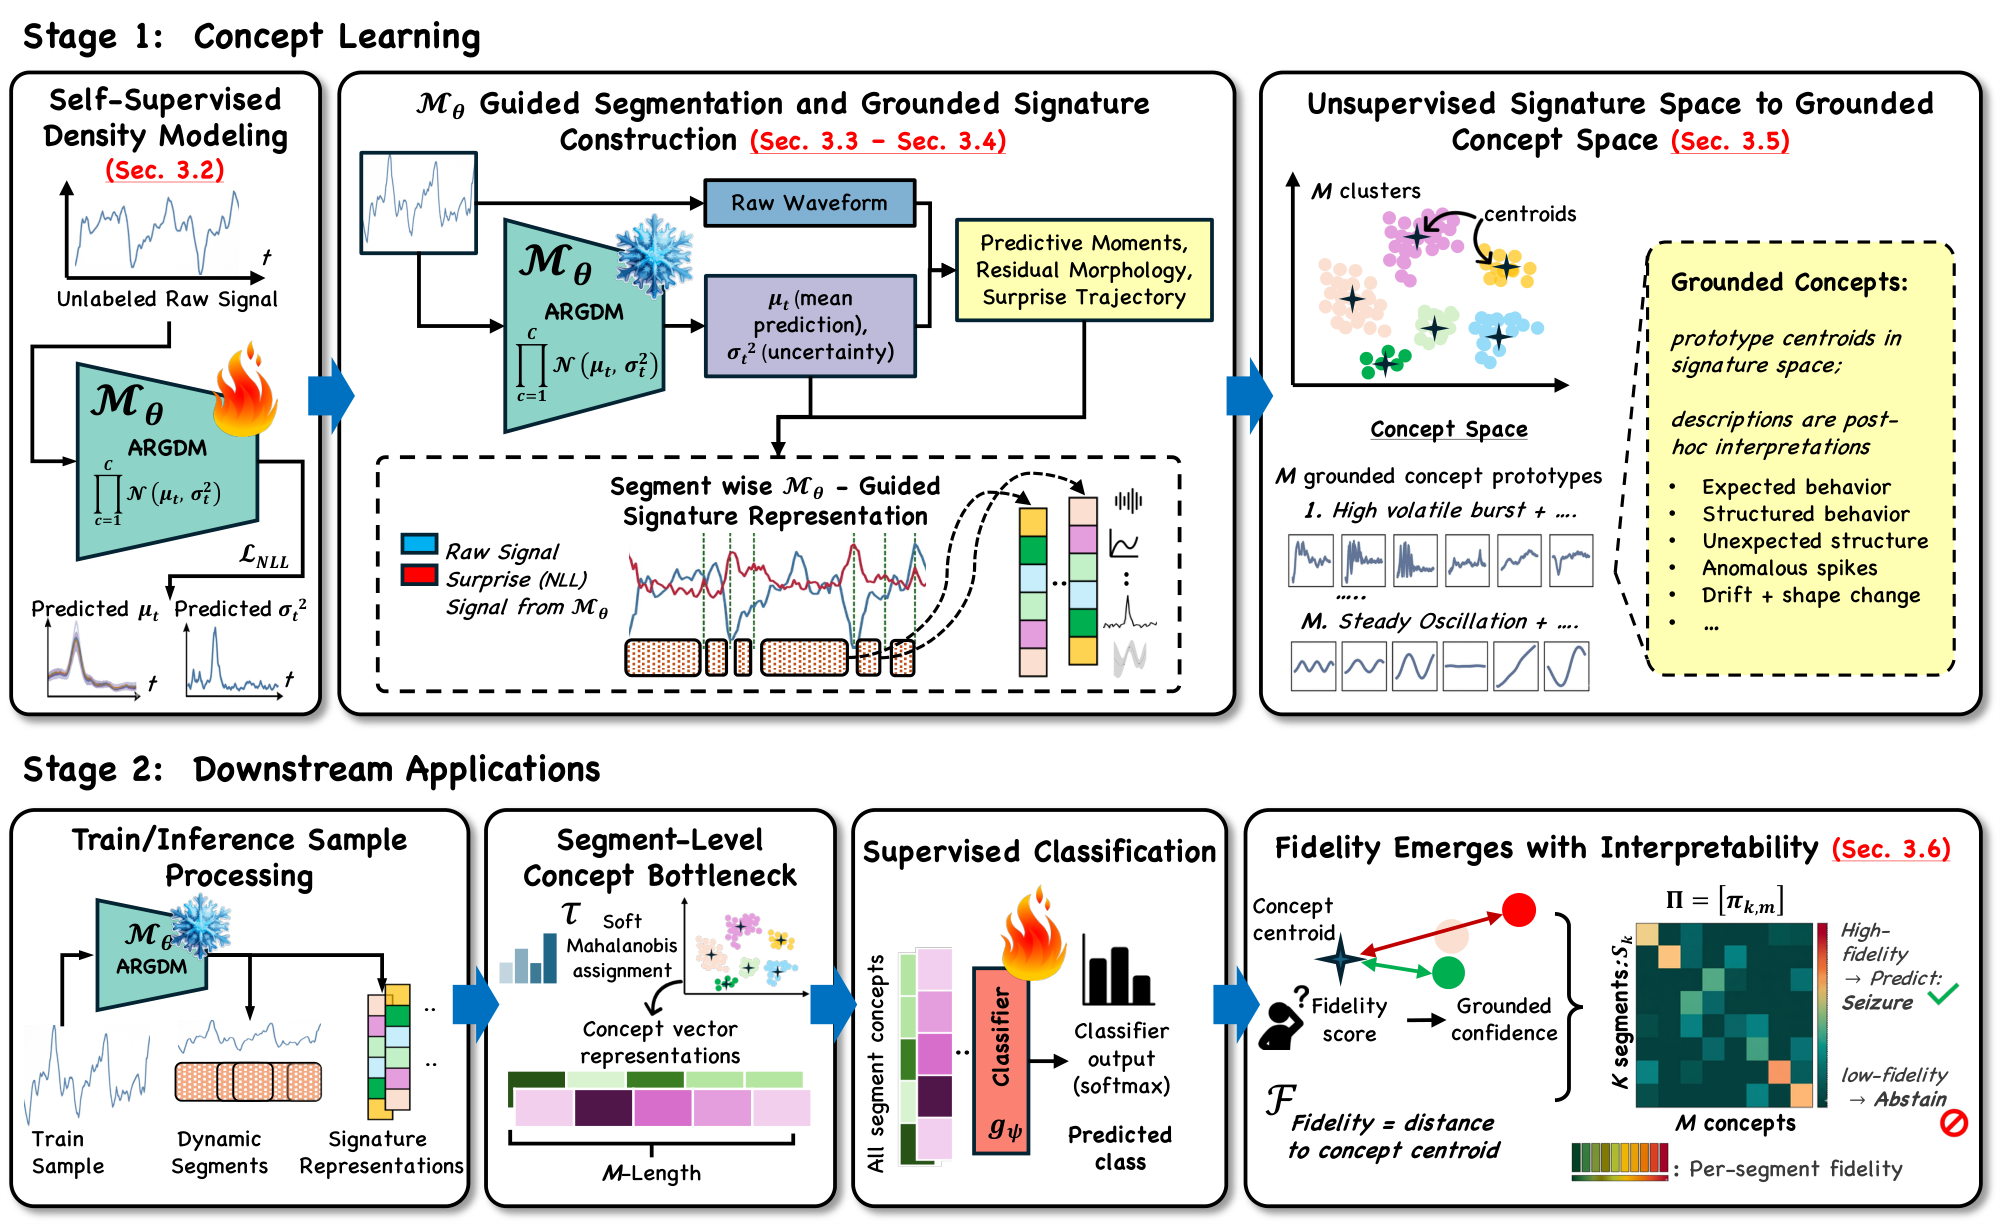 Stage 1: Concept Learning
Self-Supervised
Density Modeling
(Sec. 3.2)
t
Unlabeled Raw Signal
ℳθ
ARGDM
∏ C c=1 𝒩(μt, σt²)
ℒNLL
Predicted μt
Predicted σt²
t
t
ℳθ Guided Segmentation and Grounded Signature
Construction (Sec. 3.3 – Sec. 3.4)
Raw Waveform
ℳθ
ARGDM
∏ C c=1 𝒩(μt, σt²)
μt (mean
prediction),
σt² (uncertainty)
Predictive Moments,
Residual Morphology,
Surprise Trajectory
Segment wise ℳθ - Guided
Signature Representation
Raw Signal
Surprise (NLL)
Signal from ℳθ
..
:
Unsupervised Signature Space to Grounded
Concept Space (Sec. 3.5)
M clusters
centroids
Concept Space
M grounded concept prototypes
1. High volatile burst + ....
.....
M. Steady Oscillation + ....
Grounded Concepts:
prototype centroids in
signature space;
descriptions are post-
hoc interpretations
• Expected behavior
• Structured behavior
• Unexpected structure
• Anomalous spikes
• Drift + shape change
• ...
Stage 2: Downstream Applications
Train/Inference Sample
Processing
ℳθ
ARGDM
..
..
Train
Sample
Dynamic
Segments
Signature
Representations
Segment-Level
Concept Bottleneck
𝒯
Soft
Mahalanobis
assignment
Concept vector
representations
M-Length
Supervised Classification
All segment concepts
..
Classifier
gψ
Classifier
output
(softmax)
Predicted
class
Fidelity Emerges with Interpretability (Sec. 3.6)
Concept
centroid
?
Fidelity
score
Grounded
confidence
ℱ
Fidelity = distance
to concept centroid
Π = [πk,m]
K segments: Sk
M concepts
High-
fidelity
→ Predict:
Seizure
low-fidelity
→ Abstain
: Per-segment fidelity